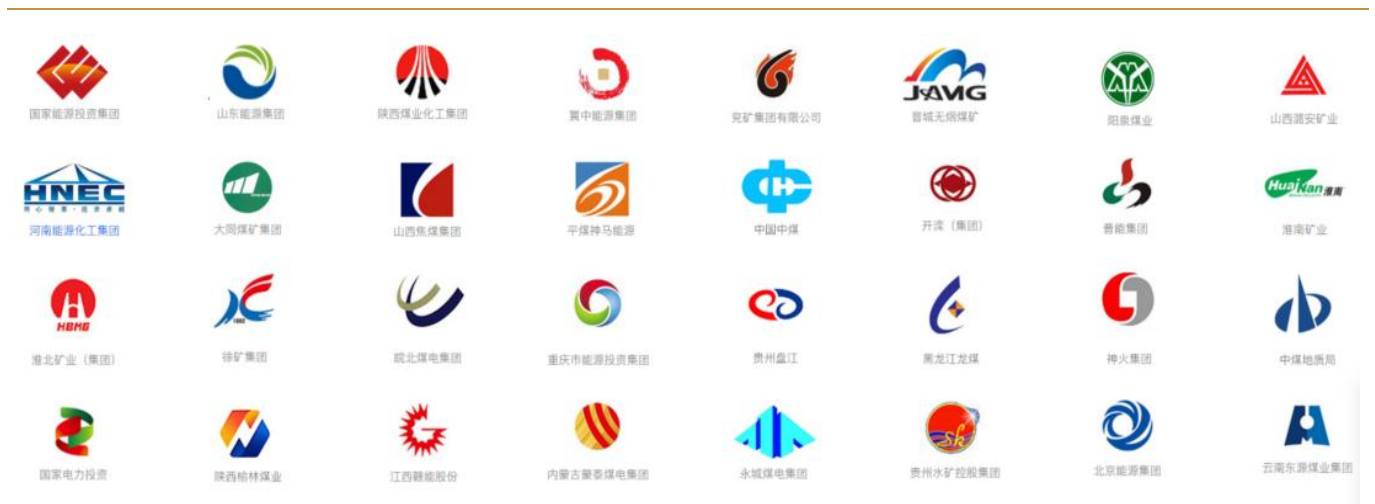 国家能源投资集团
山东能源集团
陕西煤业化工集团
冀中能源集团
兖矿集团有限公司
JAMG
晋城无烟煤矿
阳泉煤业
山西潞安矿业
HNEC
河南能源化工集团
大同煤矿集团
山西焦煤集团
平煤神马能源
中国中煤
开滦（集团）
晋能集团
HuaiNan 淮南
淮南矿业
HBMG
淮北矿业（集团）
1882
徐矿集团
皖北煤电集团
重庆市能源投资集团
贵州盘江
黑龙江龙煤
神火集团
中煤地质局
国家电力投资
陕西榆林煤业
江西赣能股份
内蒙古蒙泰煤电集团
永城煤电集团
Sk
贵州水矿控股集团
北京能源集团
云南东源煤业集团